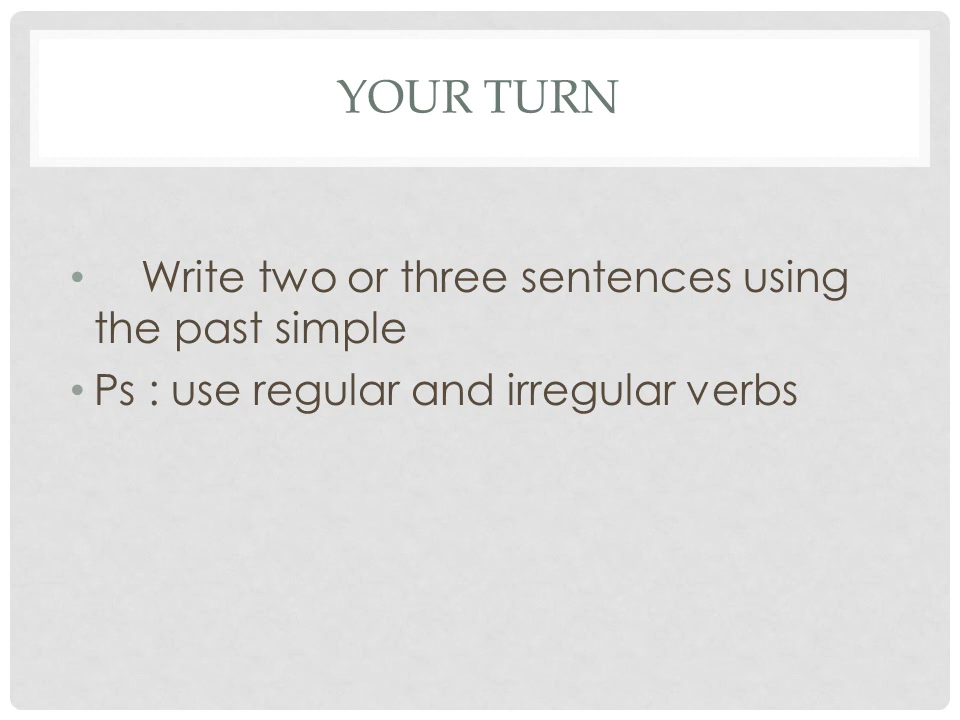 YOUR TURN
• Write two or three sentences using
the past simple
• Ps : use regular and irregular verbs